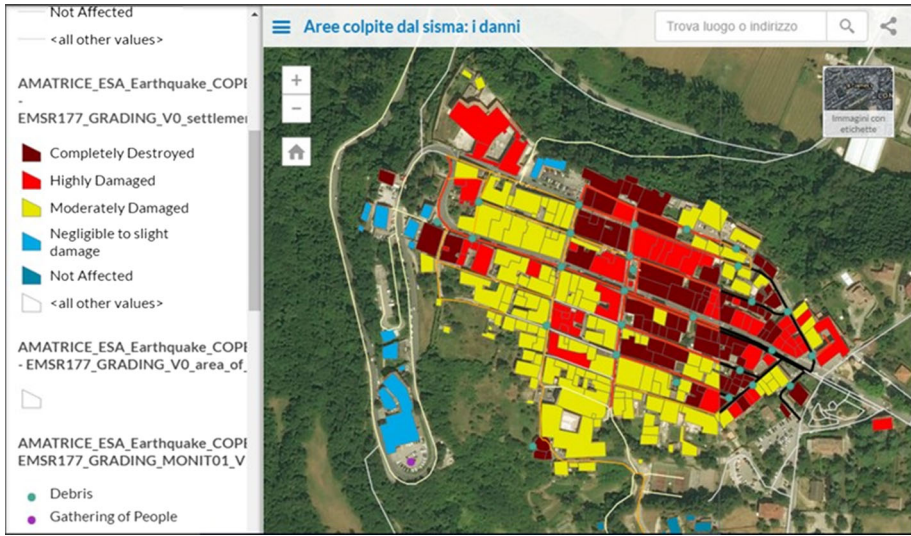 Not Affected
<all other values>
AMATRICE_ESA_Earthquake_COPE
-
EMSR177_GRADING_V0_settlemen
Completely Destroyed
Highly Damaged
Moderately Damaged
Negligible to slight
damage
Not Affected
<all other values>
AMATRICE_ESA_Earthquake_COPE
- EMSR177_GRADING_V0_area_of_
AMATRICE_ESA_Earthquake_COPE
EMSR177_GRADING_MONIT01_V
Debris
Gathering of People
Aree colpite dal sisma: i danni
Trova luogo o indirizzo
+
−
Immagini con
etichette